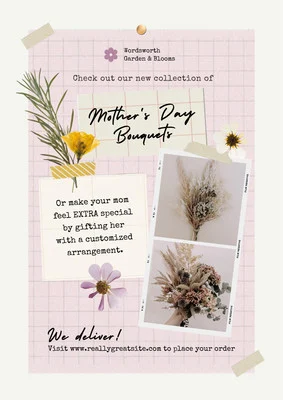 Wordsworth
Garden & Blooms
Check out our new collection of
Mother's Day
Bouquets
Or make your mom
feel EXTRA special
by gifting her
with a customized
arrangement.
We deliver!
Visit www.reallygreatsite.com to place your order